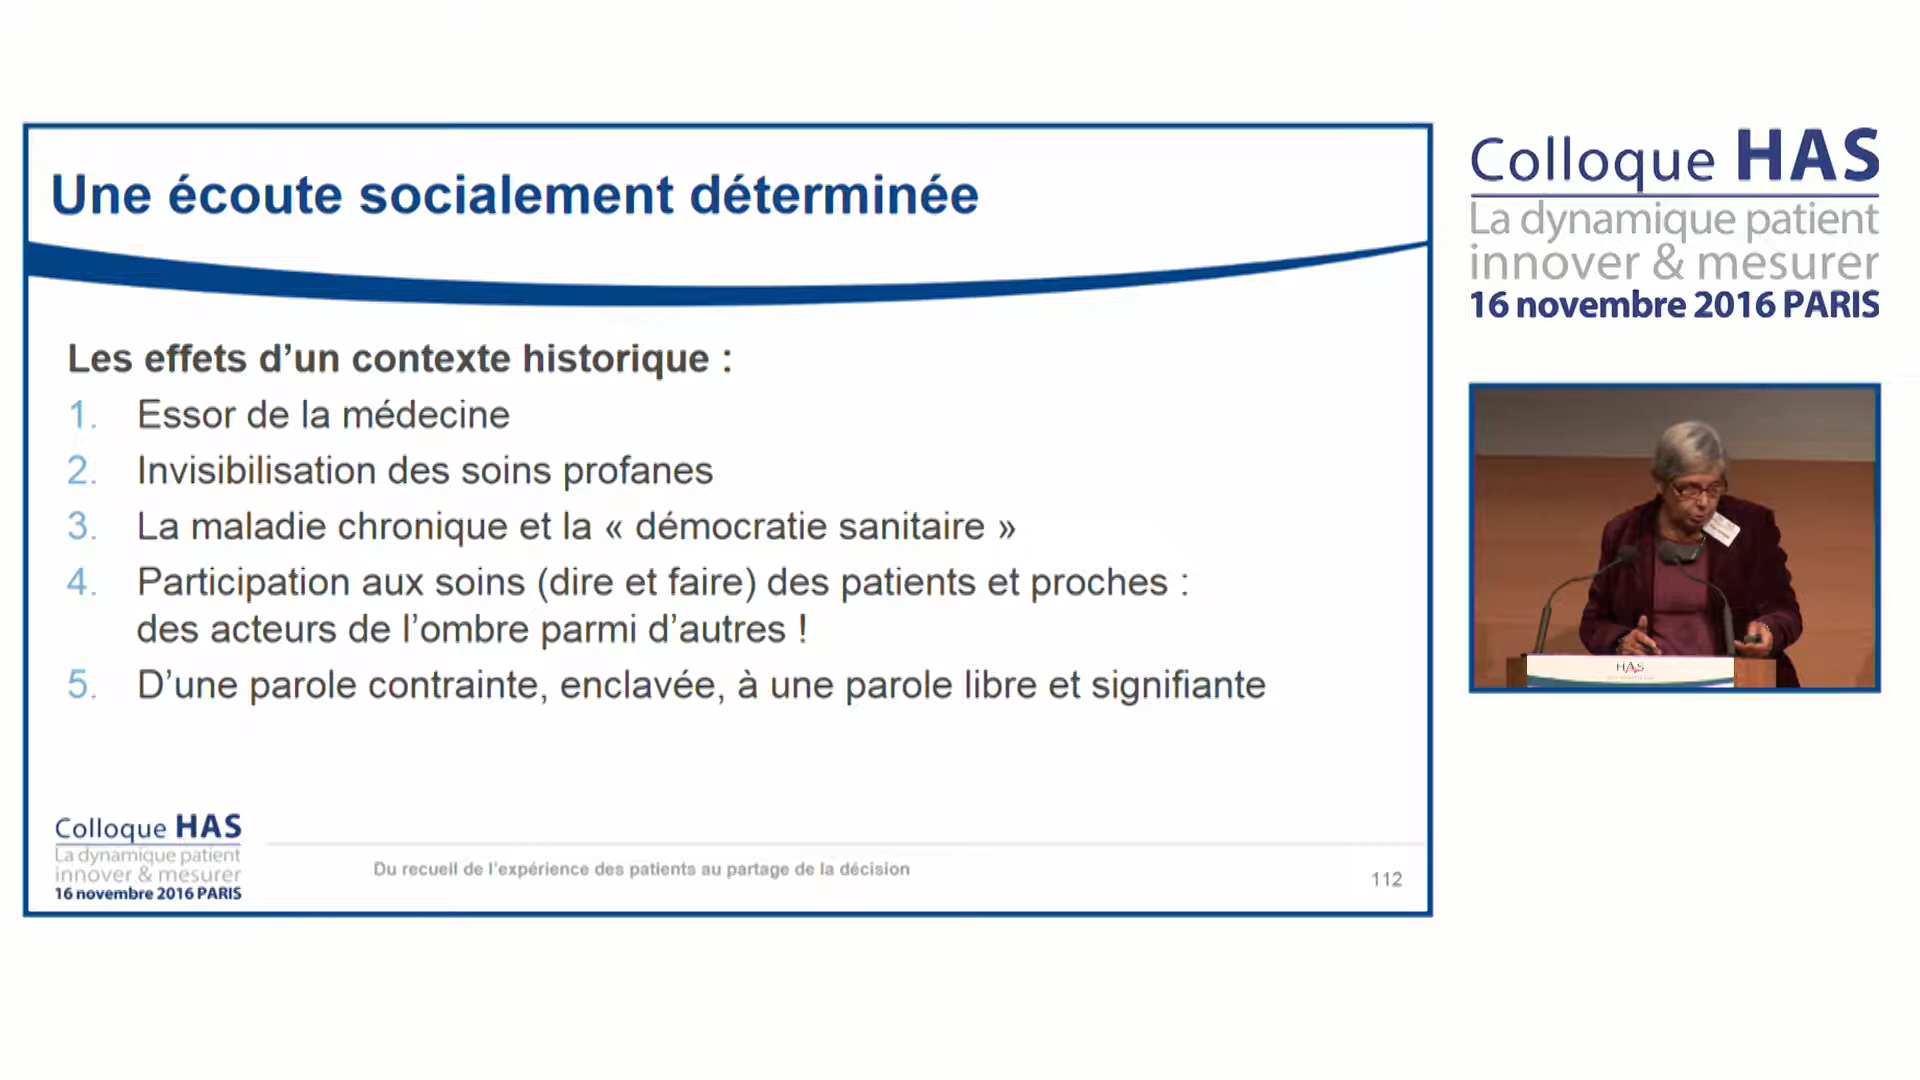 Une écoute socialement déterminée
Les effets d’un contexte historique :
1. Essor de la médecine
2. Invisibilisation des soins profanes
3. La maladie chronique et la « démocratie sanitaire »
4. Participation aux soins (dire et faire) des patients et proches :
des acteurs de l’ombre parmi d’autres !
5. D’une parole contrainte, enclavée, à une parole libre et signifiante
Colloque HAS
La dynamique patient
innover & mesurer
16 novembre 2016 PARIS
Du recueil de l’expérience des patients au partage de la décision
112
Colloque HAS
La dynamique patient
innover & mesurer
16 novembre 2016 PARIS
HAS